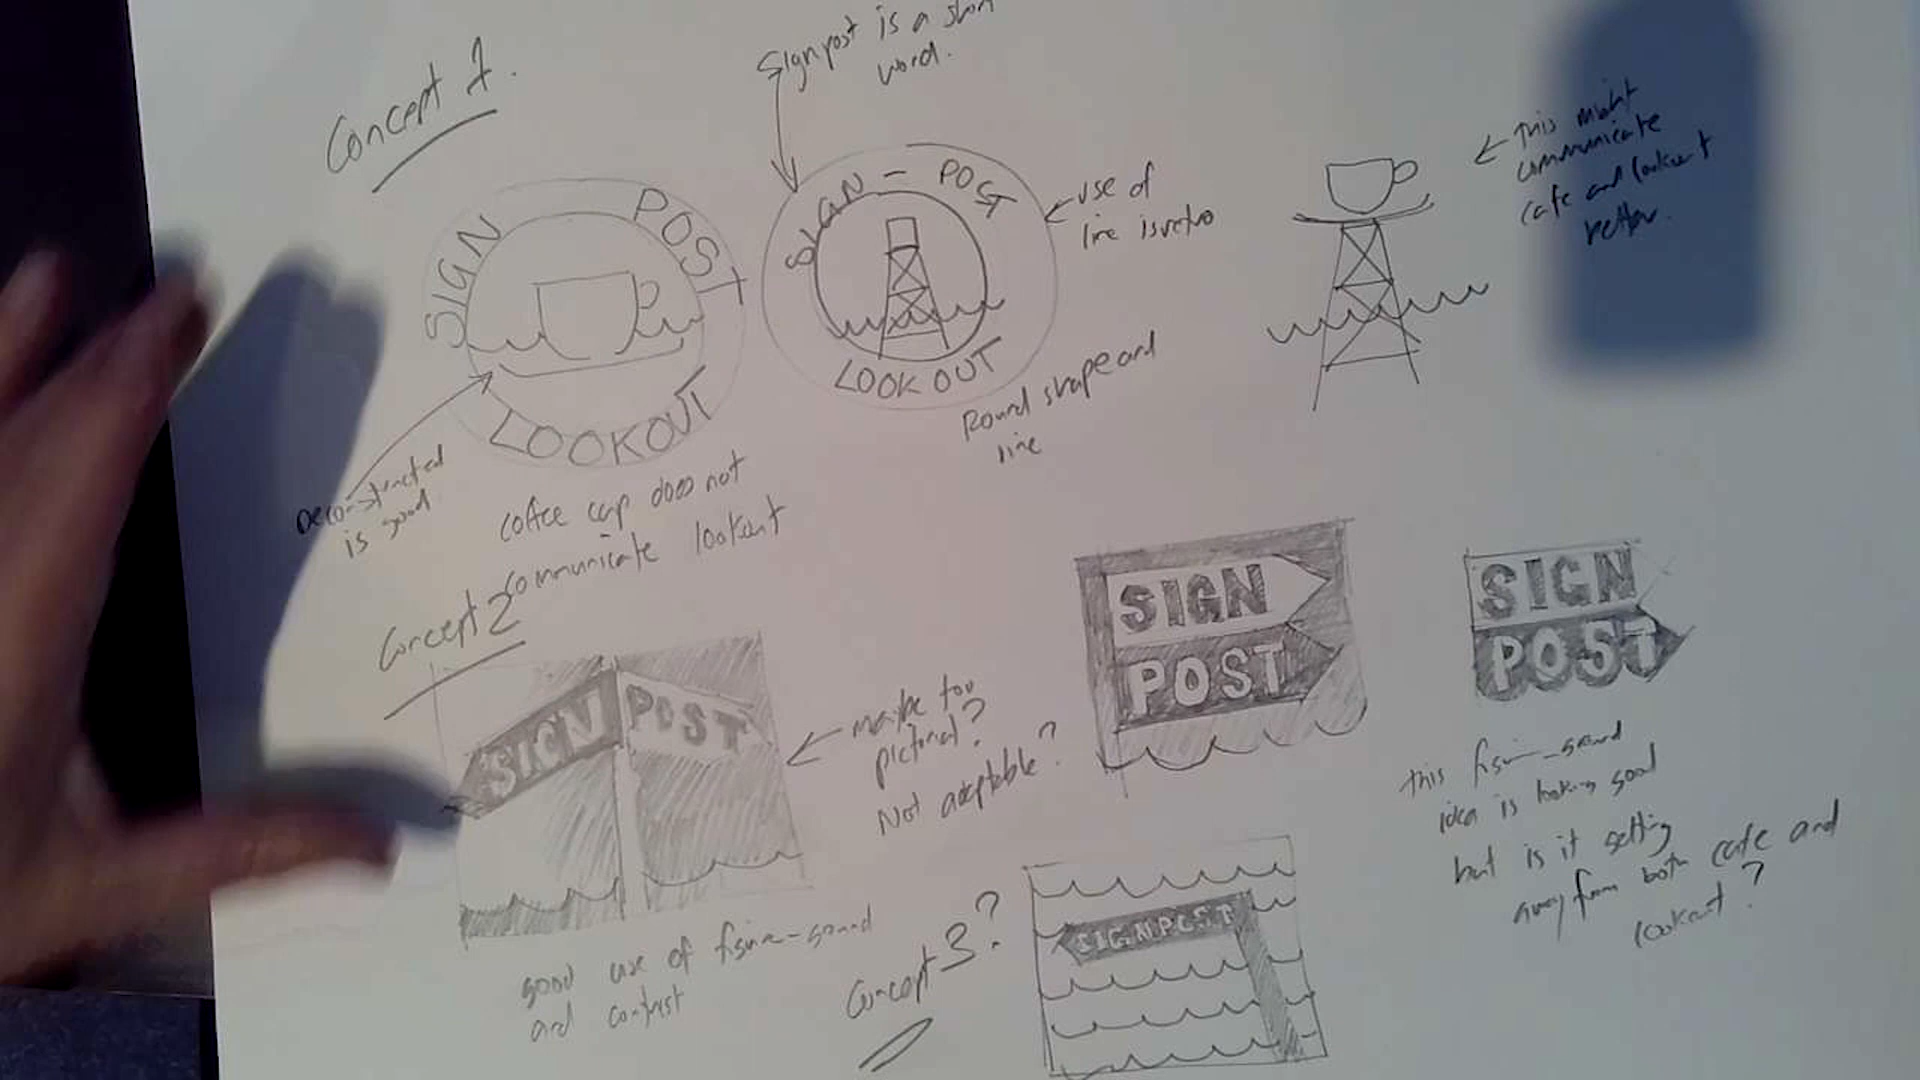 Concept 1.
Signpost is a
word.
SIGN POST
LOOKOUT
SIGN - POST
LOOK OUT
use of
line is retro
This might
communicate
cafe and lookout
better.
Round shape and
line
Deconstructed
is good
coffee cup does not
communicate lookout
Concept 2
SIGN POST
maybe too
pictorial?
Not acceptable?
good use of figure-ground
and contrast
SIGN
POST
SIGN
POST
this figure-ground
idea is looking good
but is it getting
away from both cafe and
lookout?
Concept 3?
SIGNPOST